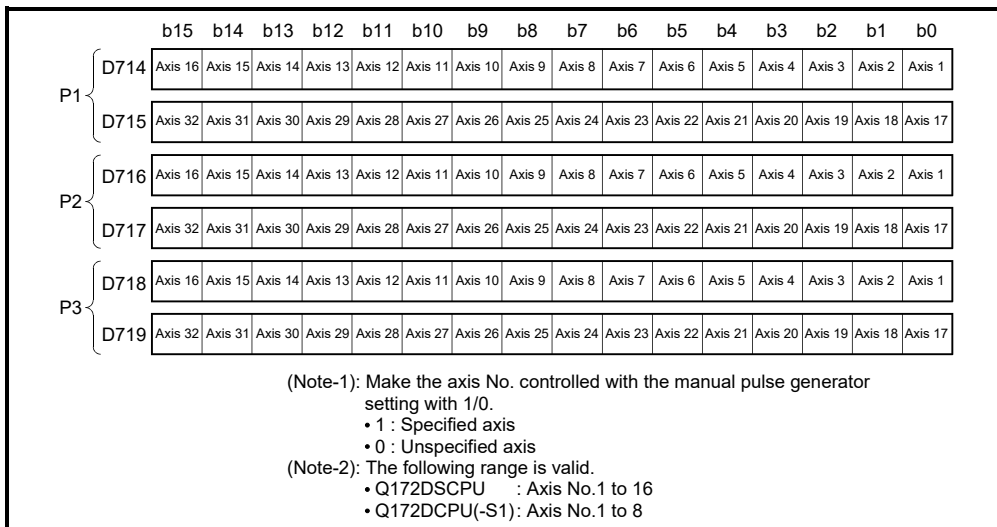 b15 b14 b13 b12 b11 b10 b9 b8 b7 b6 b5 b4 b3 b2 b1 b0
P1
D714 Axis 16 Axis 15 Axis 14 Axis 13 Axis 12 Axis 11 Axis 10 Axis 9 Axis 8 Axis 7 Axis 6 Axis 5 Axis 4 Axis 3 Axis 2 Axis 1
D715 Axis 32 Axis 31 Axis 30 Axis 29 Axis 28 Axis 27 Axis 26 Axis 25 Axis 24 Axis 23 Axis 22 Axis 21 Axis 20 Axis 19 Axis 18 Axis 17
P2
D716 Axis 16 Axis 15 Axis 14 Axis 13 Axis 12 Axis 11 Axis 10 Axis 9 Axis 8 Axis 7 Axis 6 Axis 5 Axis 4 Axis 3 Axis 2 Axis 1
D717 Axis 32 Axis 31 Axis 30 Axis 29 Axis 28 Axis 27 Axis 26 Axis 25 Axis 24 Axis 23 Axis 22 Axis 21 Axis 20 Axis 19 Axis 18 Axis 17
P3
D718 Axis 16 Axis 15 Axis 14 Axis 13 Axis 12 Axis 11 Axis 10 Axis 9 Axis 8 Axis 7 Axis 6 Axis 5 Axis 4 Axis 3 Axis 2 Axis 1
D719 Axis 32 Axis 31 Axis 30 Axis 29 Axis 28 Axis 27 Axis 26 Axis 25 Axis 24 Axis 23 Axis 22 Axis 21 Axis 20 Axis 19 Axis 18 Axis 17
(Note-1): Make the axis No. controlled with the manual pulse generator
setting with 1/0.
• 1 : Specified axis
• 0 : Unspecified axis
(Note-2): The following range is valid.
• Q172DSCPU : Axis No.1 to 16
• Q172DCPU(-S1) : Axis No.1 to 8